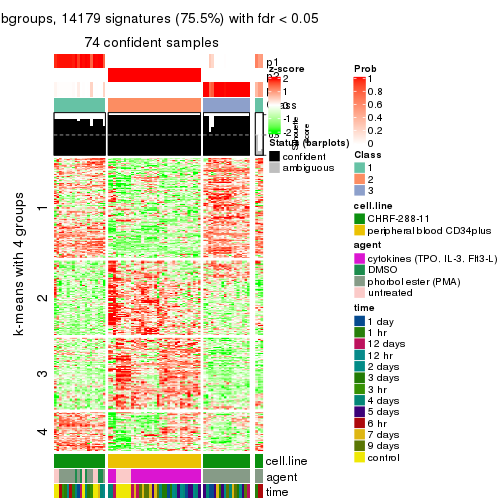 bgroups, 14179 signatures (75.5%) with fdr < 0.05
74 confident samples
p1
p2
z-score
2
1
0
-1
-2
Silhouette
score
Status (barplots)
confident
ambiguous
k-means with 4 groups
1
2
3
4
cell.line
agent
time
Prob
1
0.8
0.6
0.4
0.2
0
Class
1
2
3
cell.line
CHRF-288-11
peripheral blood CD34plus
agent
cytokines (TPO, IL-3, Flt3-L)
DMSO
phorbol ester (PMA)
untreated
time
1 day
1 hr
12 days
12 hr
2 days
3 days
3 hr
4 days
5 days
6 hr
7 days
9 days
control